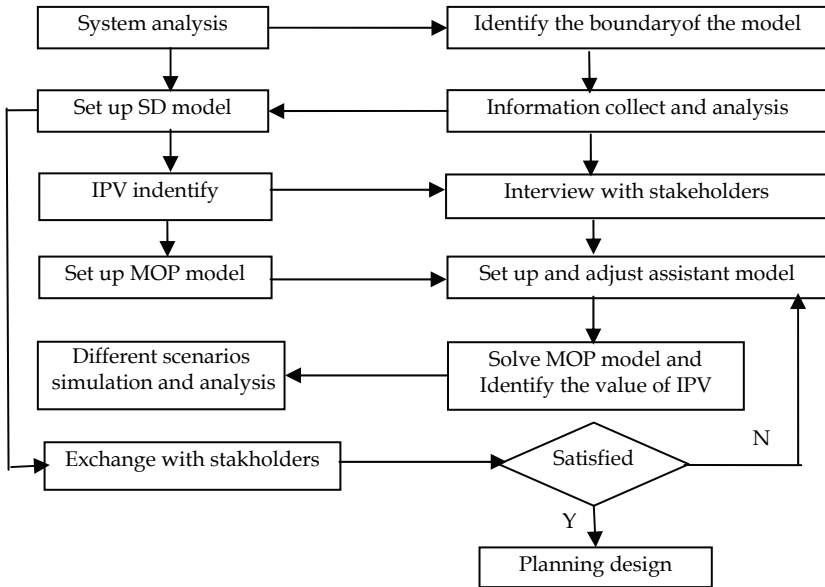 System analysis
Identify the boundaryof the model
Set up SD model
Information collect and analysis
IPV indentify
Interview with stakeholders
Set up MOP model
Set up and adjust assistant model
Different scenarios
simulation and analysis
Solve MOP model and
Identify the value of IPV
Exchange with stakholders
Satisfied
N
Y
Planning design